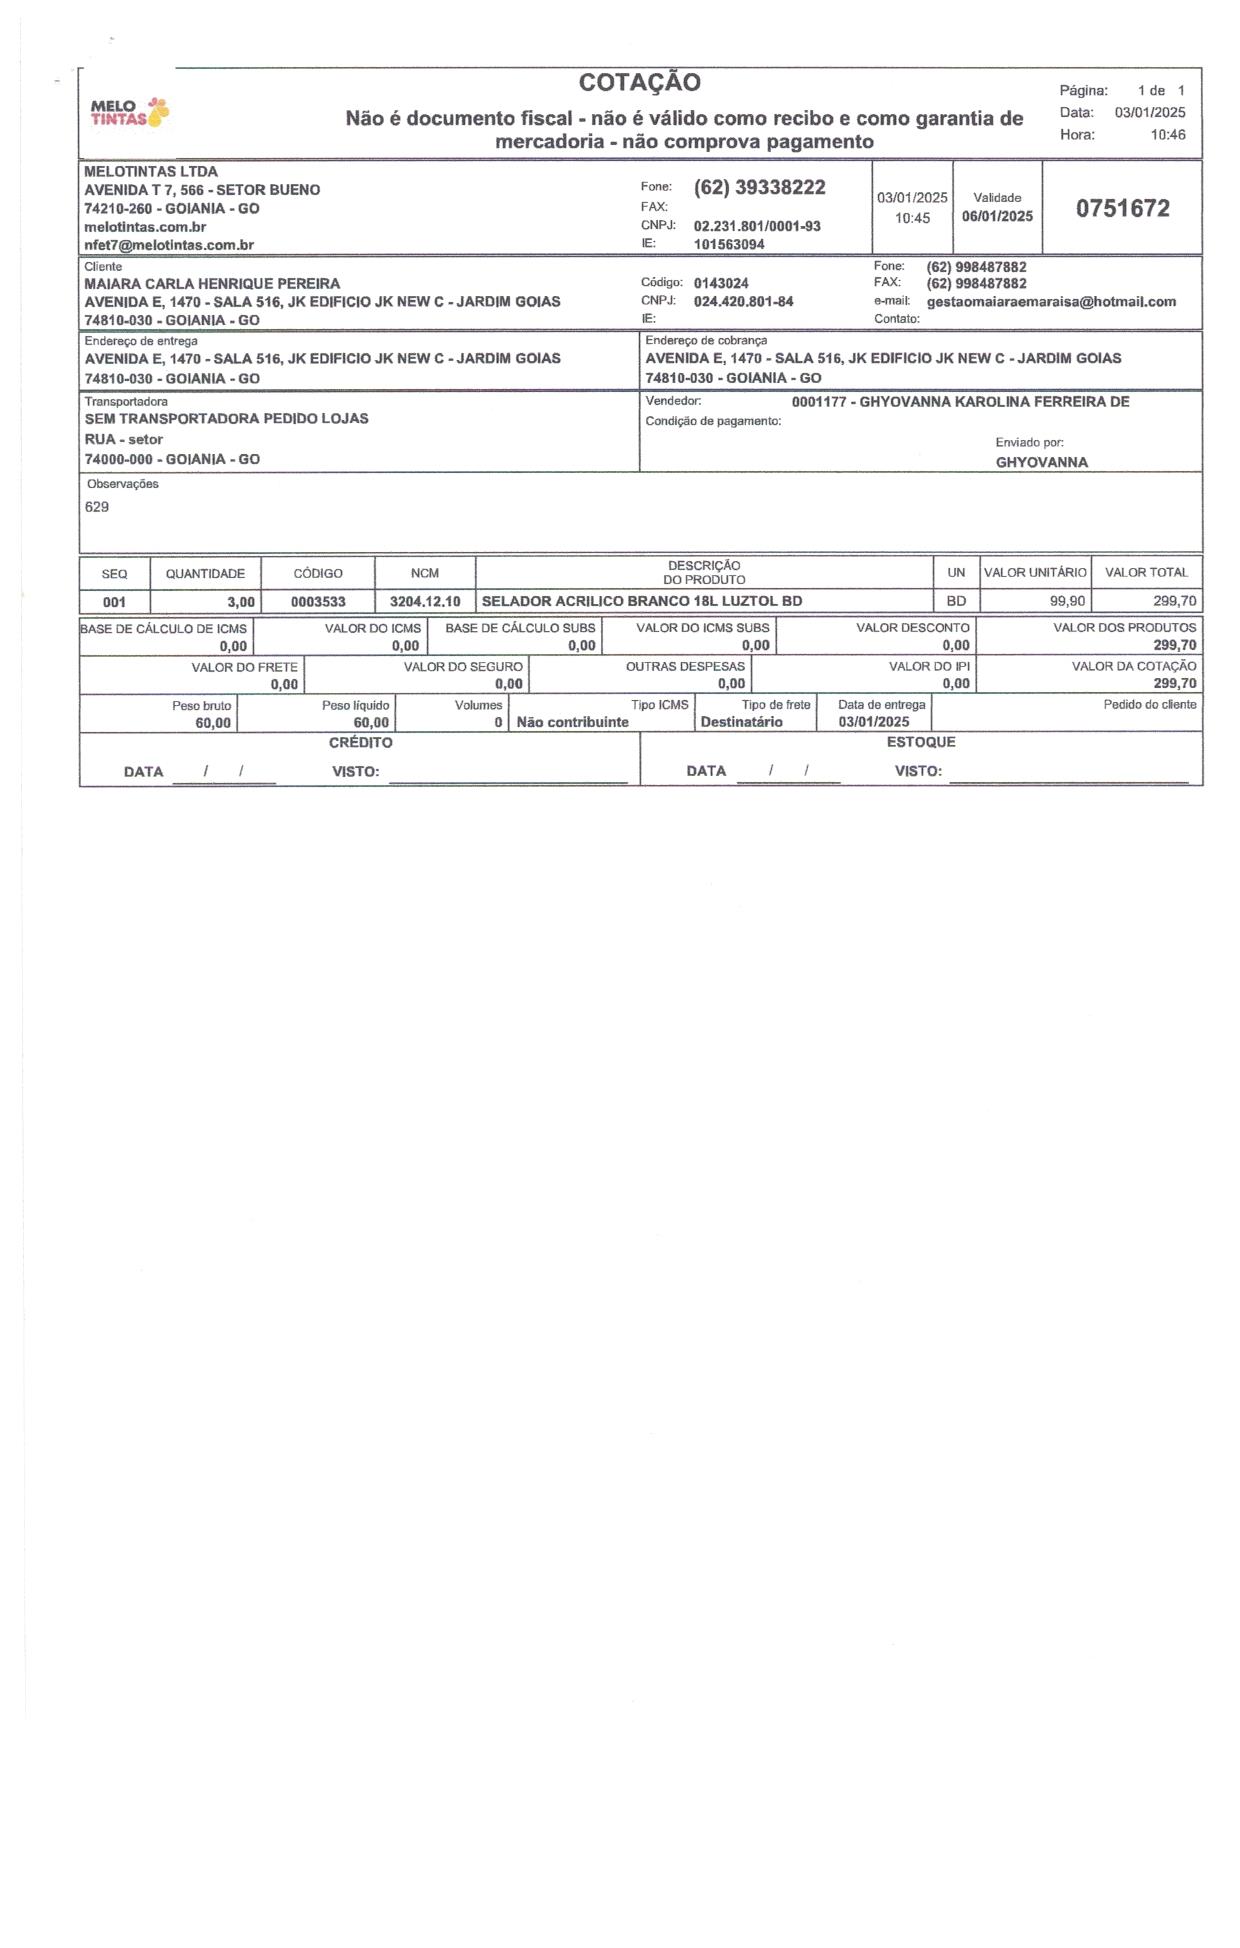 MELO
TINTAS
COTAÇÃO
Não é documento fiscal - não é válido como recibo e como garantia de
mercadoria - não comprova pagamento
Página: 1 de 1
Data: 03/01/2025
Hora: 10:46
MELOTINTAS LTDA
AVENIDA T 7, 566 - SETOR BUENO
74210-260 - GOIANIA - GO
melotintas.com.br
nfet7@melotintas.com.br
Fone: (62) 39338222
FAX:
CNPJ: 02.231.801/0001-93
IE: 101563094
03/01/2025
10:45
Validade
06/01/2025
0751672
Cliente
MAIARA CARLA HENRIQUE PEREIRA
AVENIDA E, 1470 - SALA 516, JK EDIFICIO JK NEW C - JARDIM GOIAS
74810-030 - GOIANIA - GO
Código: 0143024
CNPJ: 024.420.801-84
IE:
Fone: (62) 998487882
FAX: (62) 998487882
e-mail: gestaomaiaraemaraisa@hotmail.com
Contato:
Endereço de entrega
AVENIDA E, 1470 - SALA 516, JK EDIFICIO JK NEW C - JARDIM GOIAS
74810-030 - GOIANIA - GO
Endereço de cobrança
AVENIDA E, 1470 - SALA 516, JK EDIFICIO JK NEW C - JARDIM GOIAS
74810-030 - GOIANIA - GO
Transportadora
SEM TRANSPORTADORA PEDIDO LOJAS
RUA - setor
74000-000 - GOIANIA - GO
Vendedor: 0001177 - GHYOVANNA KAROLINA FERREIRA DE
Condição de pagamento:
Enviado por:
GHYOVANNA
Observações
629
SEQ QUANTIDADE CÓDIGO NCM DESCRIÇÃO DO PRODUTO UN VALOR UNITÁRIO VALOR TOTAL
001 3,00 0003533 3204.12.10 SELADOR ACRILICO BRANCO 18L LUZTOL BD BD 99,90 299,70
BASE DE CÁLCULO DE ICMS VALOR DO ICMS BASE DE CÁLCULO SUBS VALOR DO ICMS SUBS VALOR DESCONTO VALOR DOS PRODUTOS
0,00 0,00 0,00 0,00 0,00 299,70
VALOR DO FRETE VALOR DO SEGURO OUTRAS DESPESAS VALOR DO IPI VALOR DA COTAÇÃO
0,00 0,00 0,00 0,00 299,70
Peso bruto Peso líquido Volumes Tipo ICMS Tipo de frete Data de entrega Pedido do cliente
60,00 60,00 0 Não contribuinte Destinatário 03/01/2025
CRÉDITO ESTOQUE
DATA / / VISTO: DATA / / VISTO: